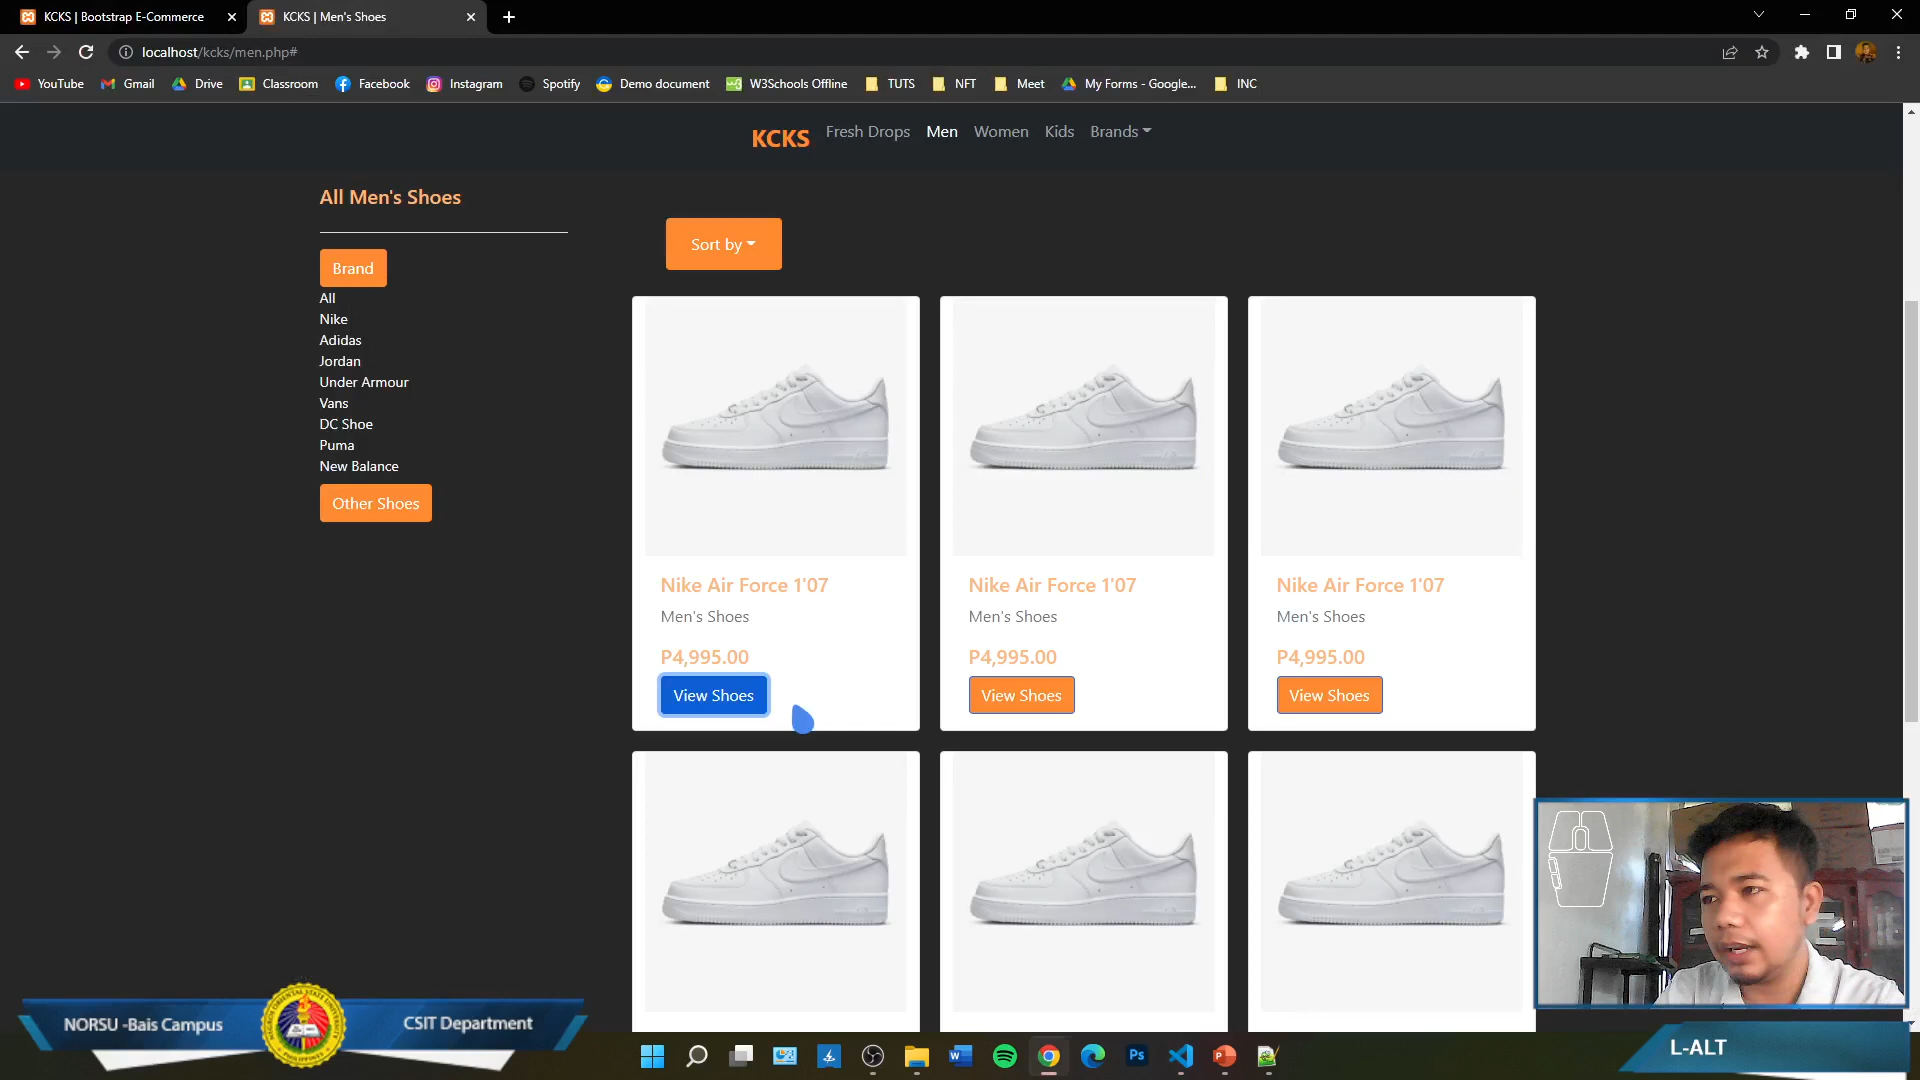 KCKS | Bootstrap E-Commerce
KCKS | Men's Shoes
localhost/kcks/men.php#
YouTube
Gmail
Drive
Classroom
Facebook
Instagram
Spotify
Demo document
W3Schools Offline
TUTS
NFT
Meet
My Forms - Google...
INC
KCKS
Fresh Drops
Men
Women
Kids
Brands
All Men's Shoes
Brand
All
Nike
Adidas
Jordan
Under Armour
Vans
DC Shoe
Puma
New Balance
Other Shoes
Sort by
Nike Air Force 1'07
Men's Shoes
P4,995.00
View Shoes
Nike Air Force 1'07
Men's Shoes
P4,995.00
View Shoes
Nike Air Force 1'07
Men's Shoes
P4,995.00
View Shoes
NORSU -Bais Campus
CSIT Department
L-ALT